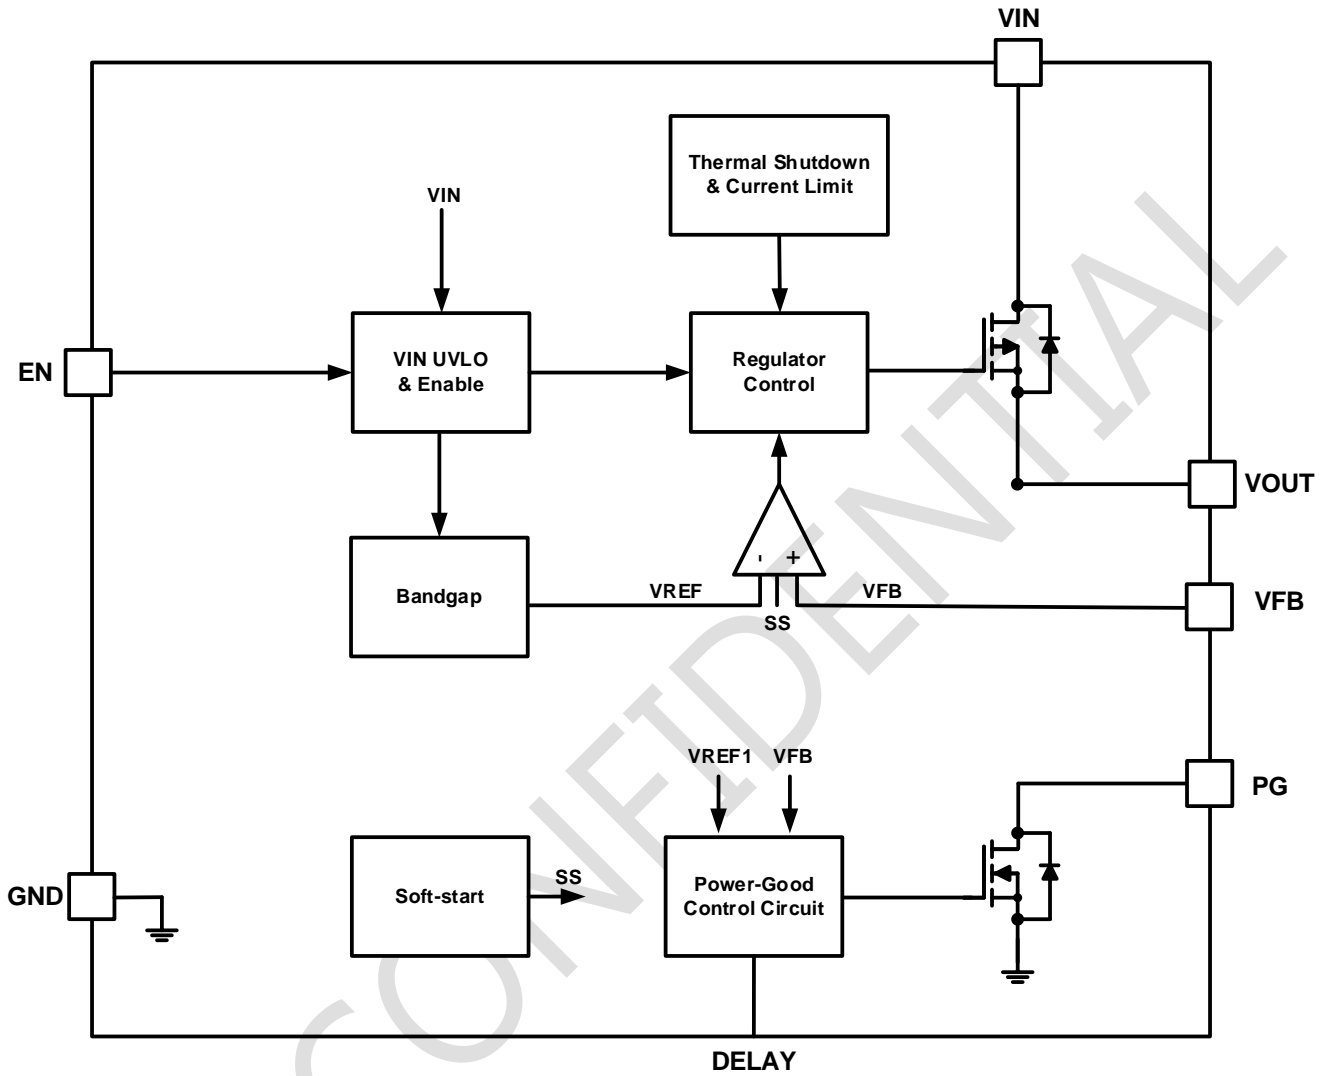 VIN
Thermal Shutdown
& Current Limit
VIN
EN
VIN UVLO
& Enable
Regulator
Control
VOUT
- +
Bandgap
VREF
SS
VFB
VFB
VREF1 VFB
PG
GND
Soft-start
SS
Power-Good
Control Circuit
DELAY
CONFIDENTIAL